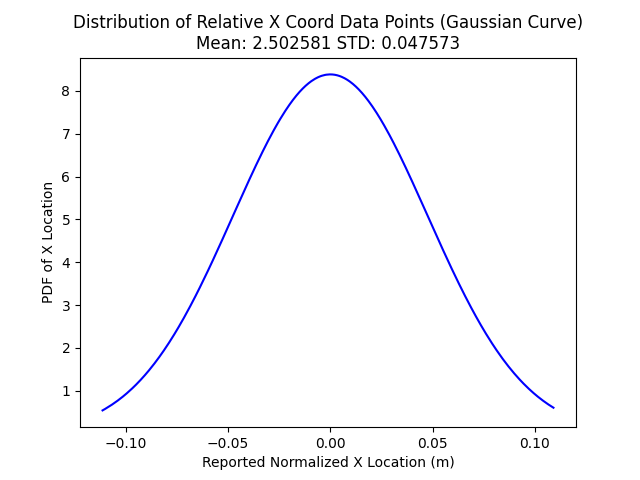 Distribution of Relative X Coord Data Points (Gaussian Curve)
Mean: 2.502581 STD: 0.047573
8
7
6
5
4
3
2
1
PDF of X Location
−0.10 −0.05 0.00 0.05 0.10
Reported Normalized X Location (m)